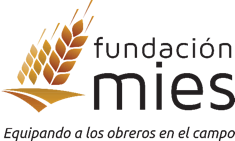 fundación
mies
Equipando a los obreros en el campo